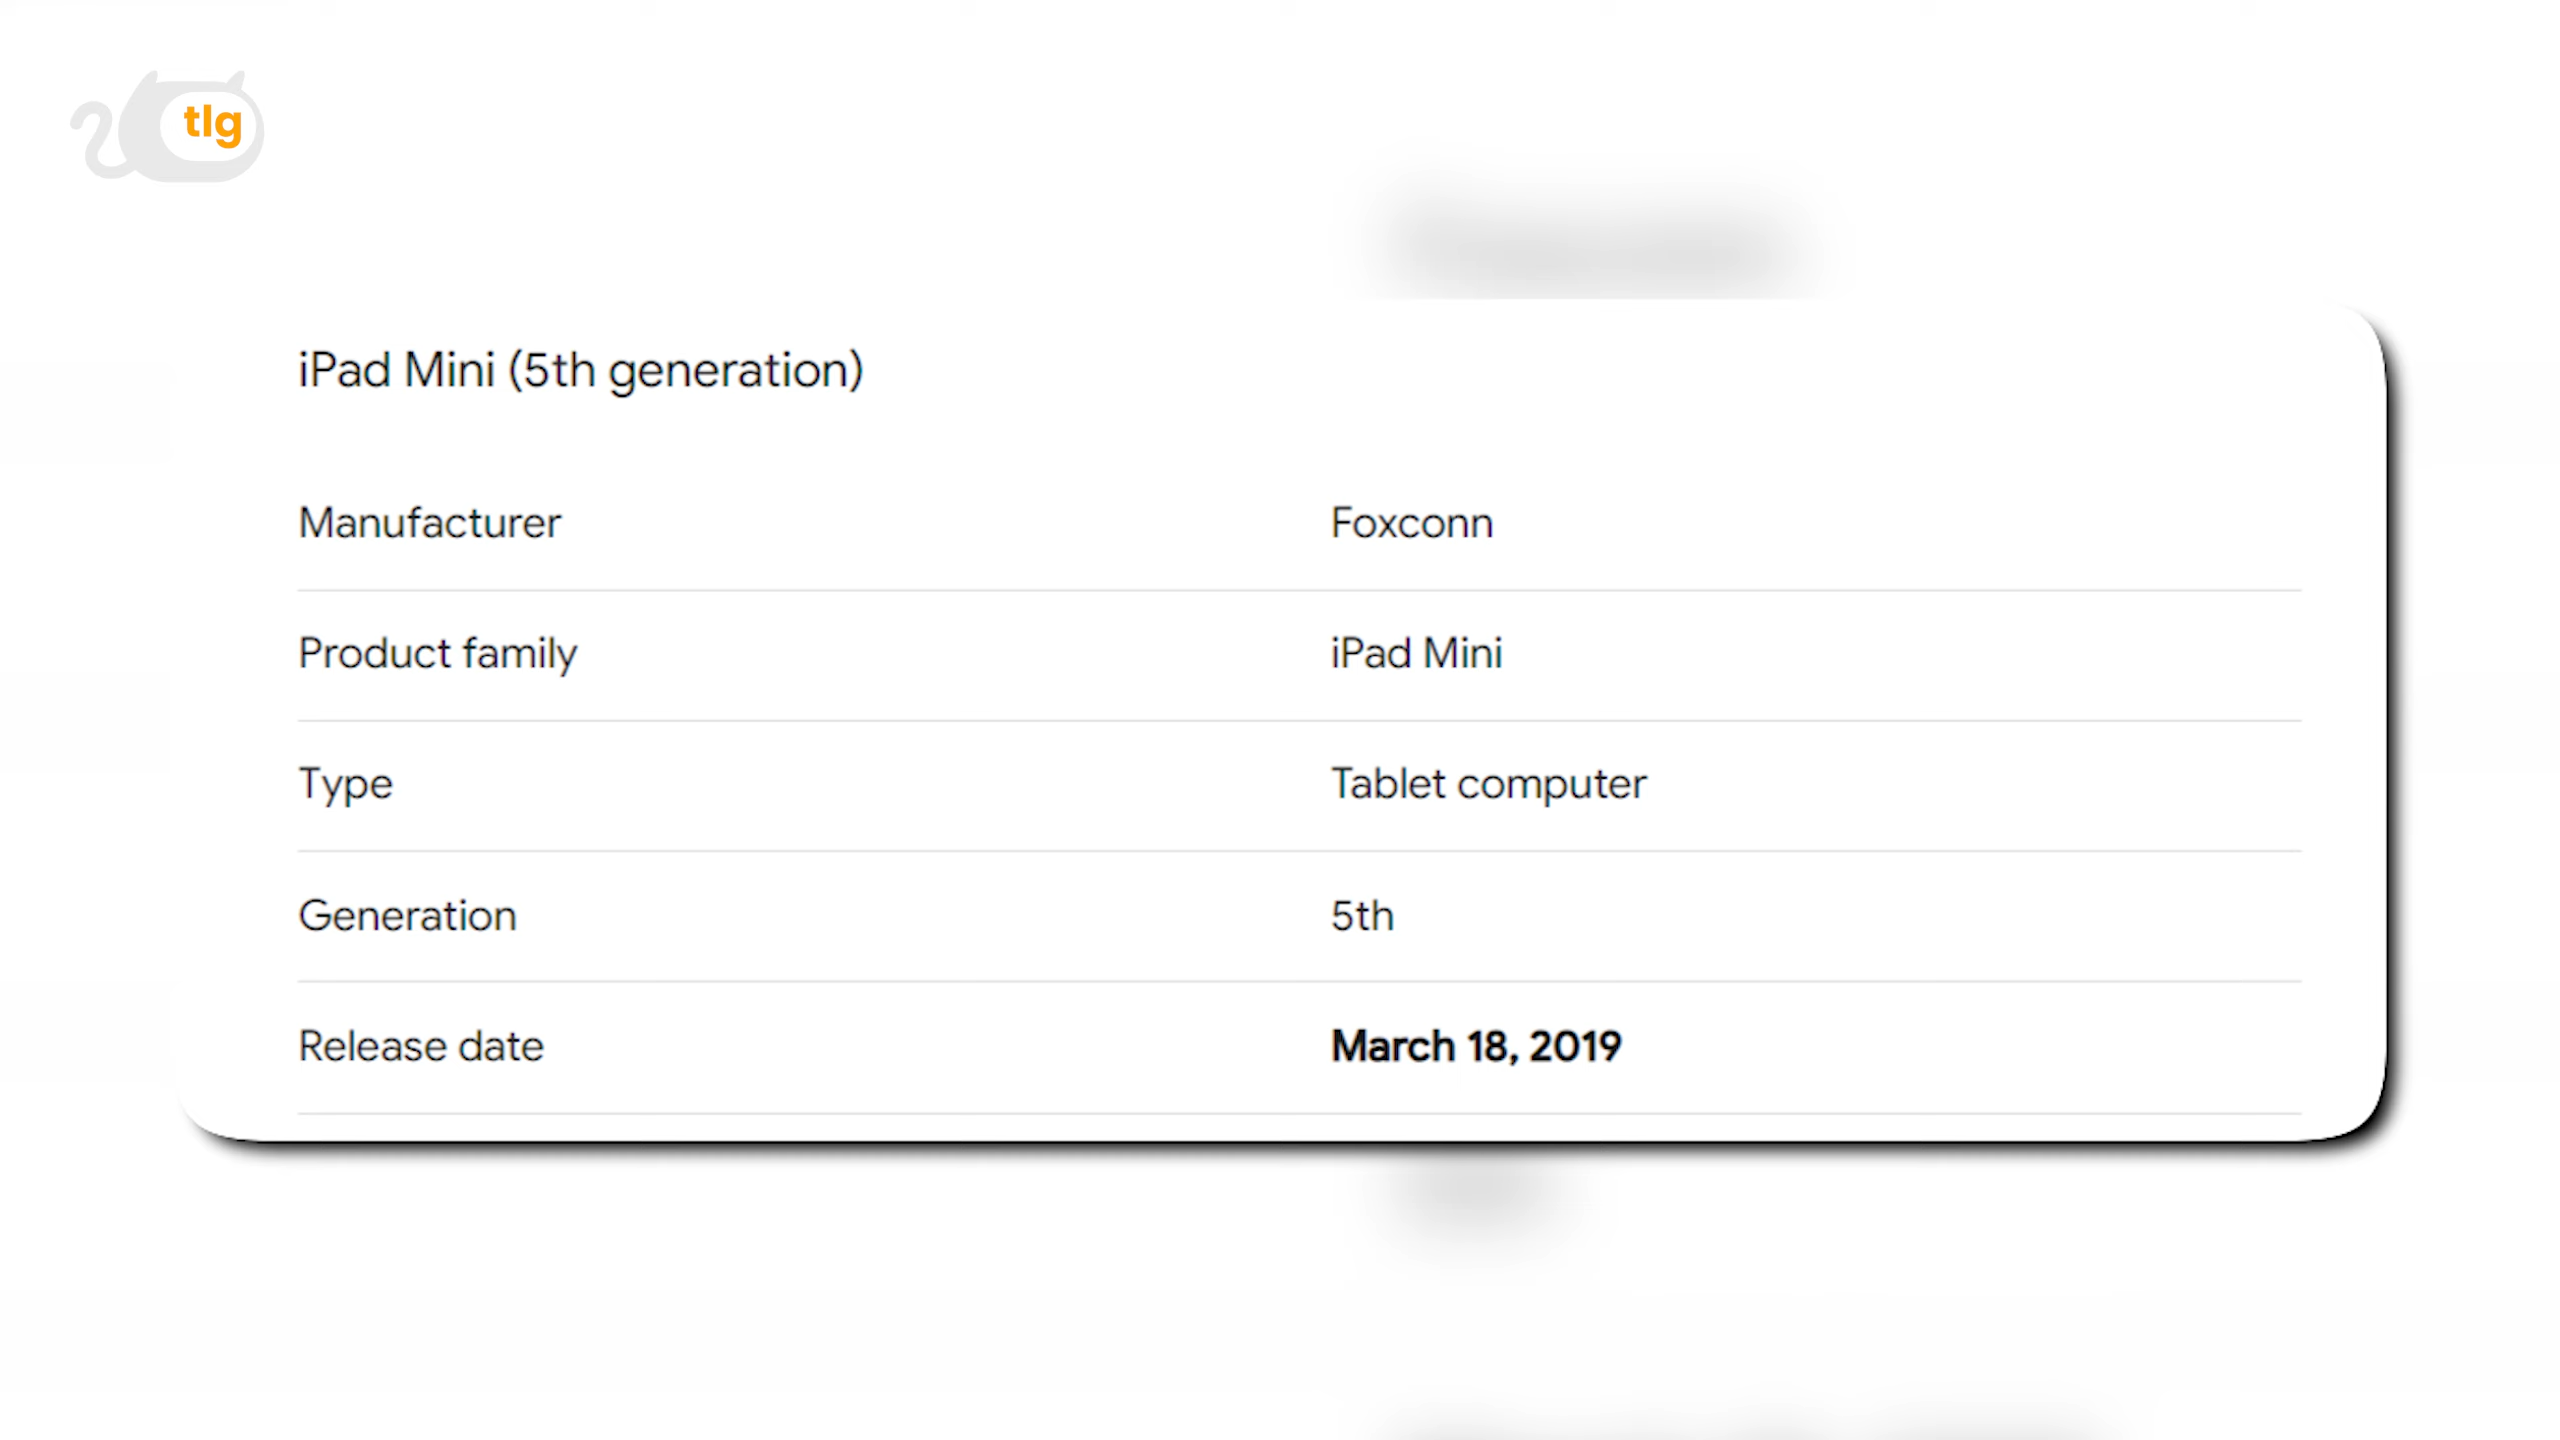 tlg
iPad Mini (5th generation)
Manufacturer Foxconn
Product family iPad Mini
Type Tablet computer
Generation 5th
Release date March 18, 2019